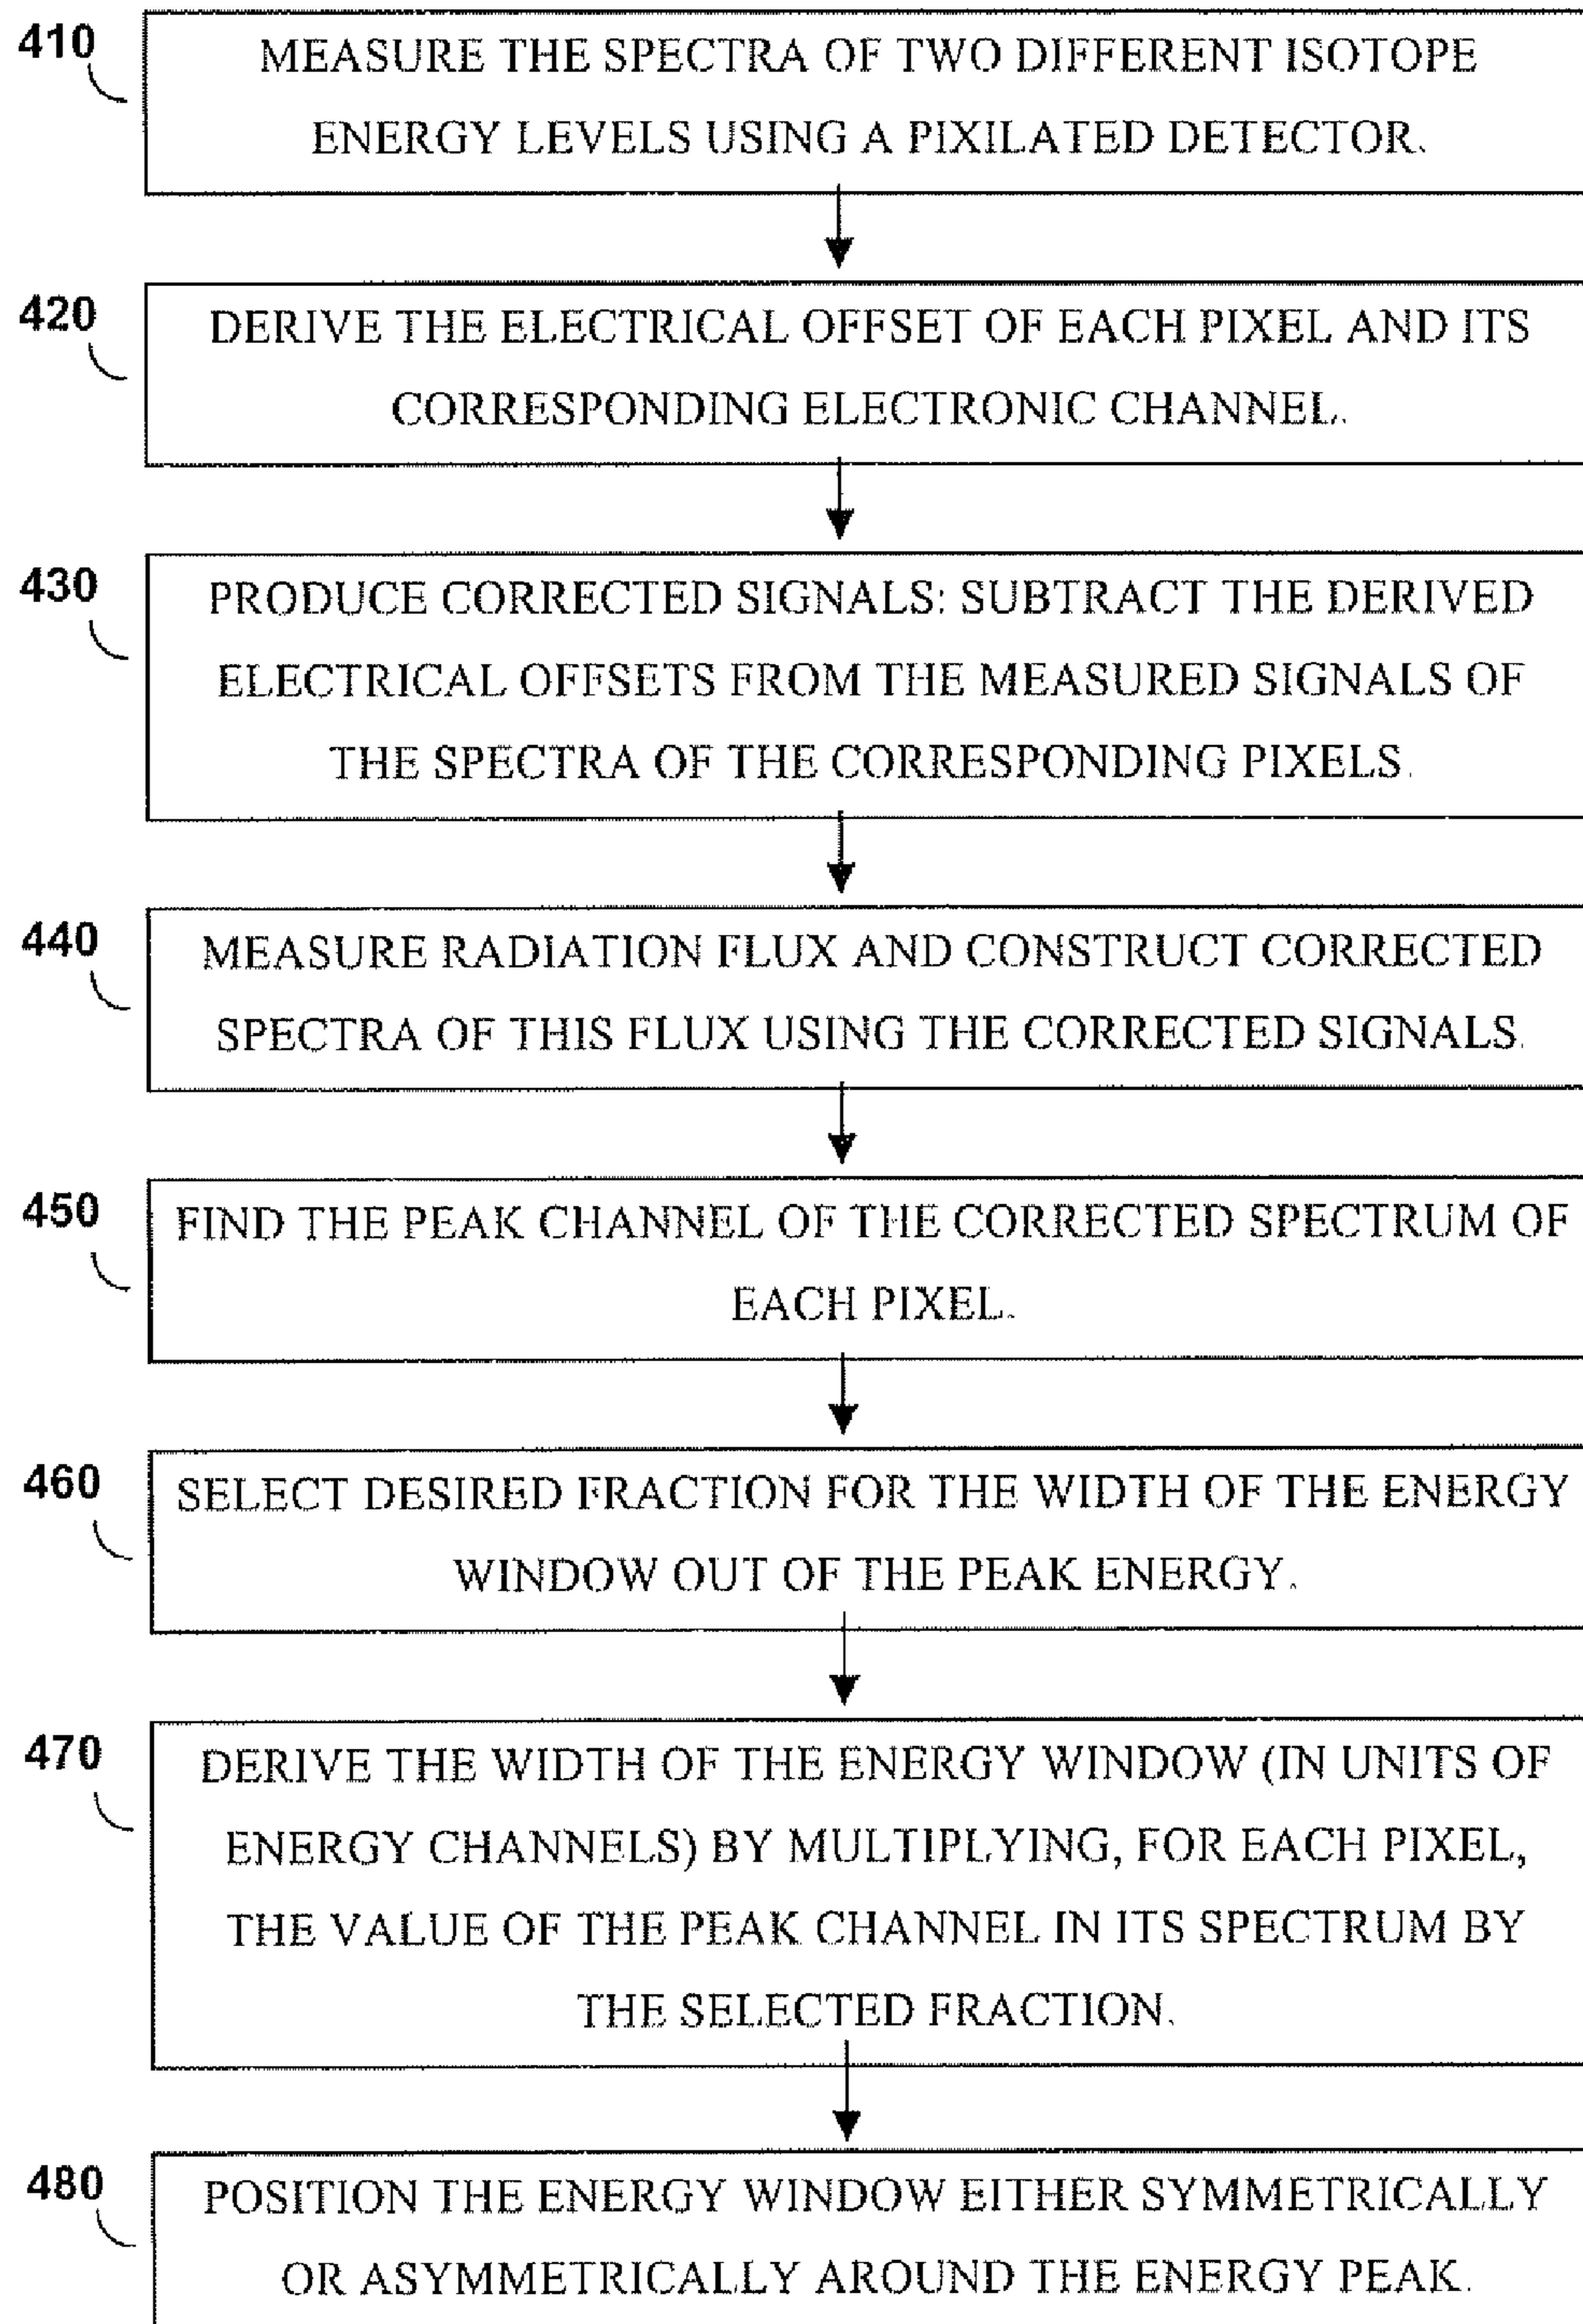 410
MEASURE THE SPECTRA OF TWO DIFFERENT ISOTOPE
ENERGY LEVELS USING A PIXILATED DETECTOR.
420
DERIVE THE ELECTRICAL OFFSET OF EACH PIXEL AND ITS
CORRESPONDING ELECTRONIC CHANNEL.
430
PRODUCE CORRECTED SIGNALS: SUBTRACT THE DERIVED
ELECTRICAL OFFSETS FROM THE MEASURED SIGNALS OF
THE SPECTRA OF THE CORRESPONDING PIXELS.
440
MEASURE RADIATION FLUX AND CONSTRUCT CORRECTED
SPECTRA OF THIS FLUX USING THE CORRECTED SIGNALS.
450
FIND THE PEAK CHANNEL OF THE CORRECTED SPECTRUM OF
EACH PIXEL.
460
SELECT DESIRED FRACTION FOR THE WIDTH OF THE ENERGY
WINDOW OUT OF THE PEAK ENERGY.
470
DERIVE THE WIDTH OF THE ENERGY WINDOW (IN UNITS OF
ENERGY CHANNELS) BY MULTIPLYING, FOR EACH PIXEL,
THE VALUE OF THE PEAK CHANNEL IN ITS SPECTRUM BY
THE SELECTED FRACTION.
480
POSITION THE ENERGY WINDOW EITHER SYMMETRICALLY
OR ASYMMETRICALLY AROUND THE ENERGY PEAK.